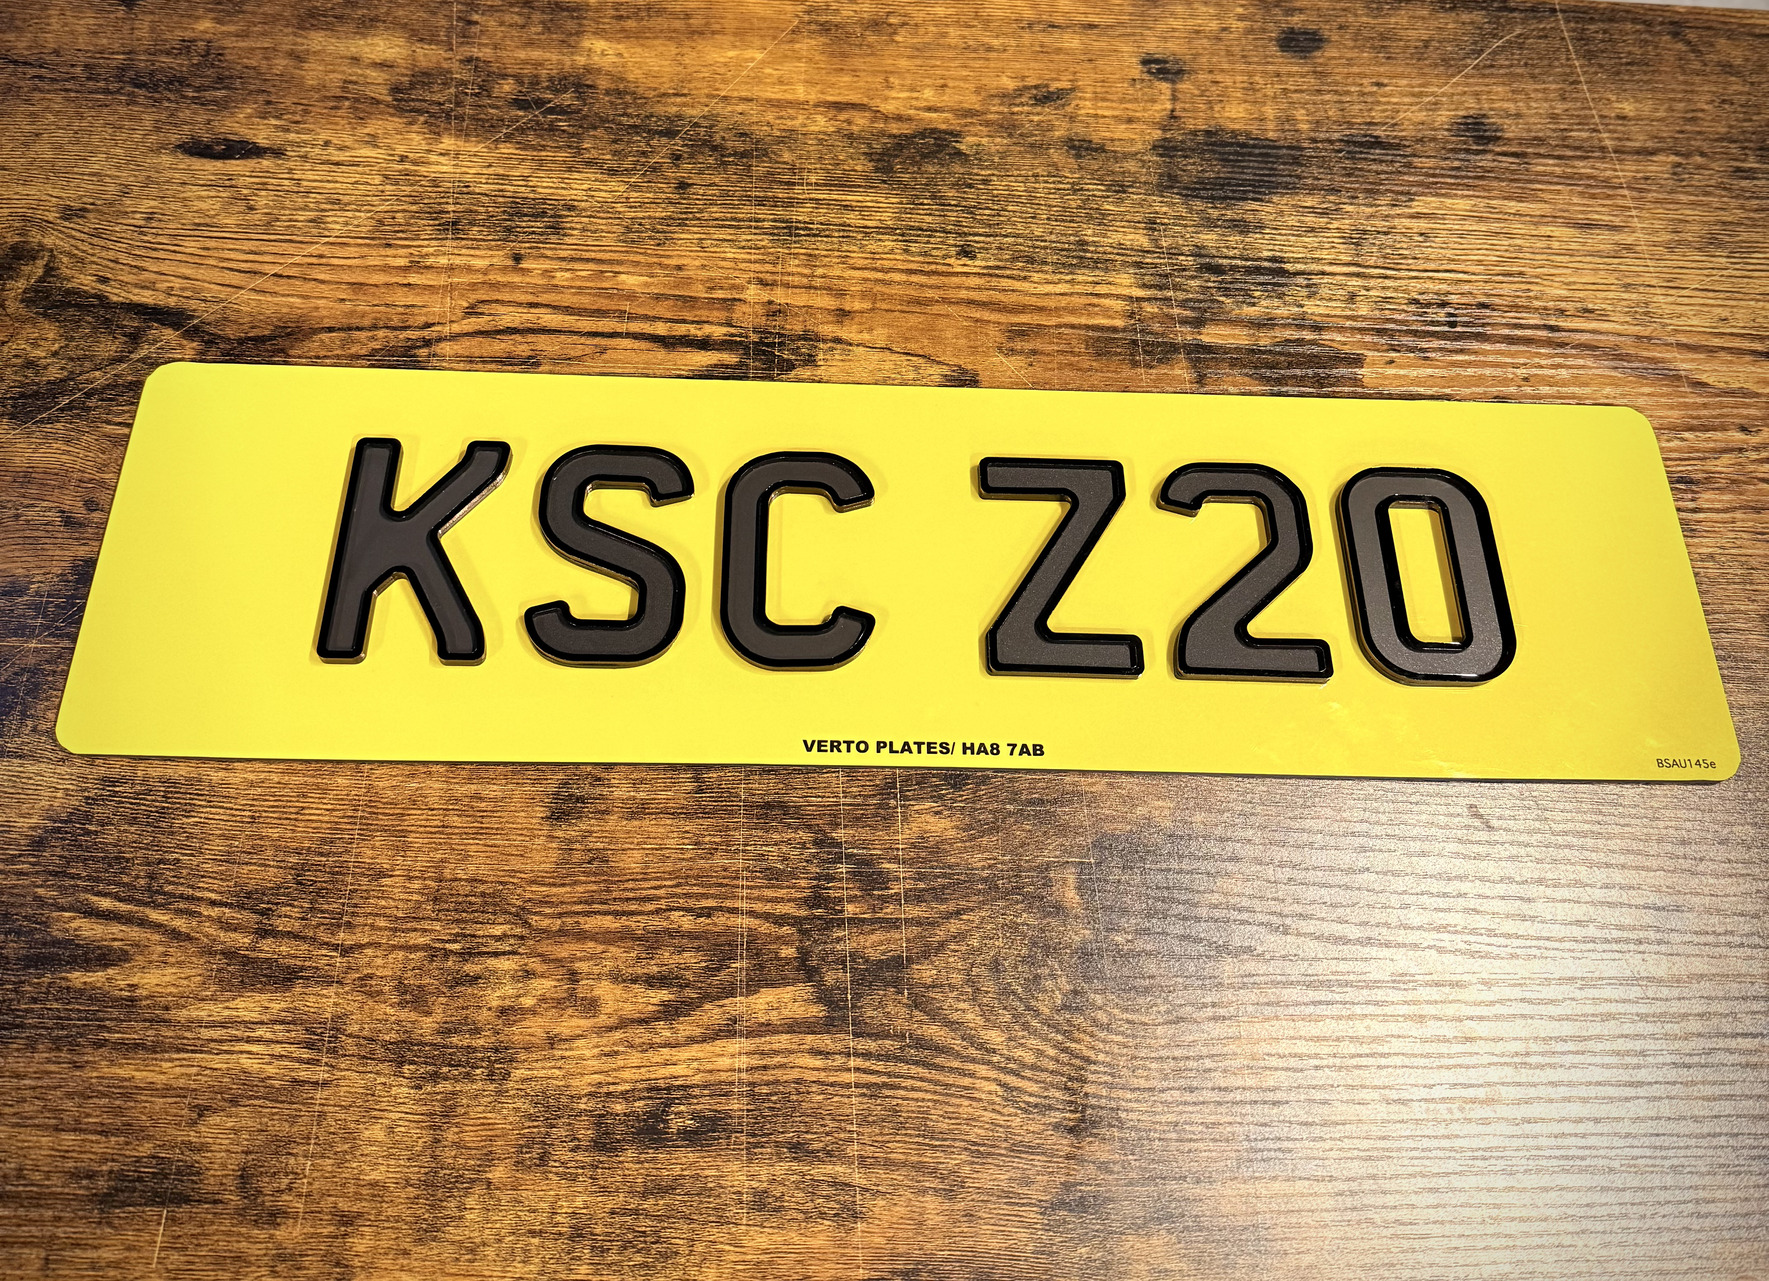 KSC Z20
VERTO PLATES/ HA8 7AB
BSAU145e